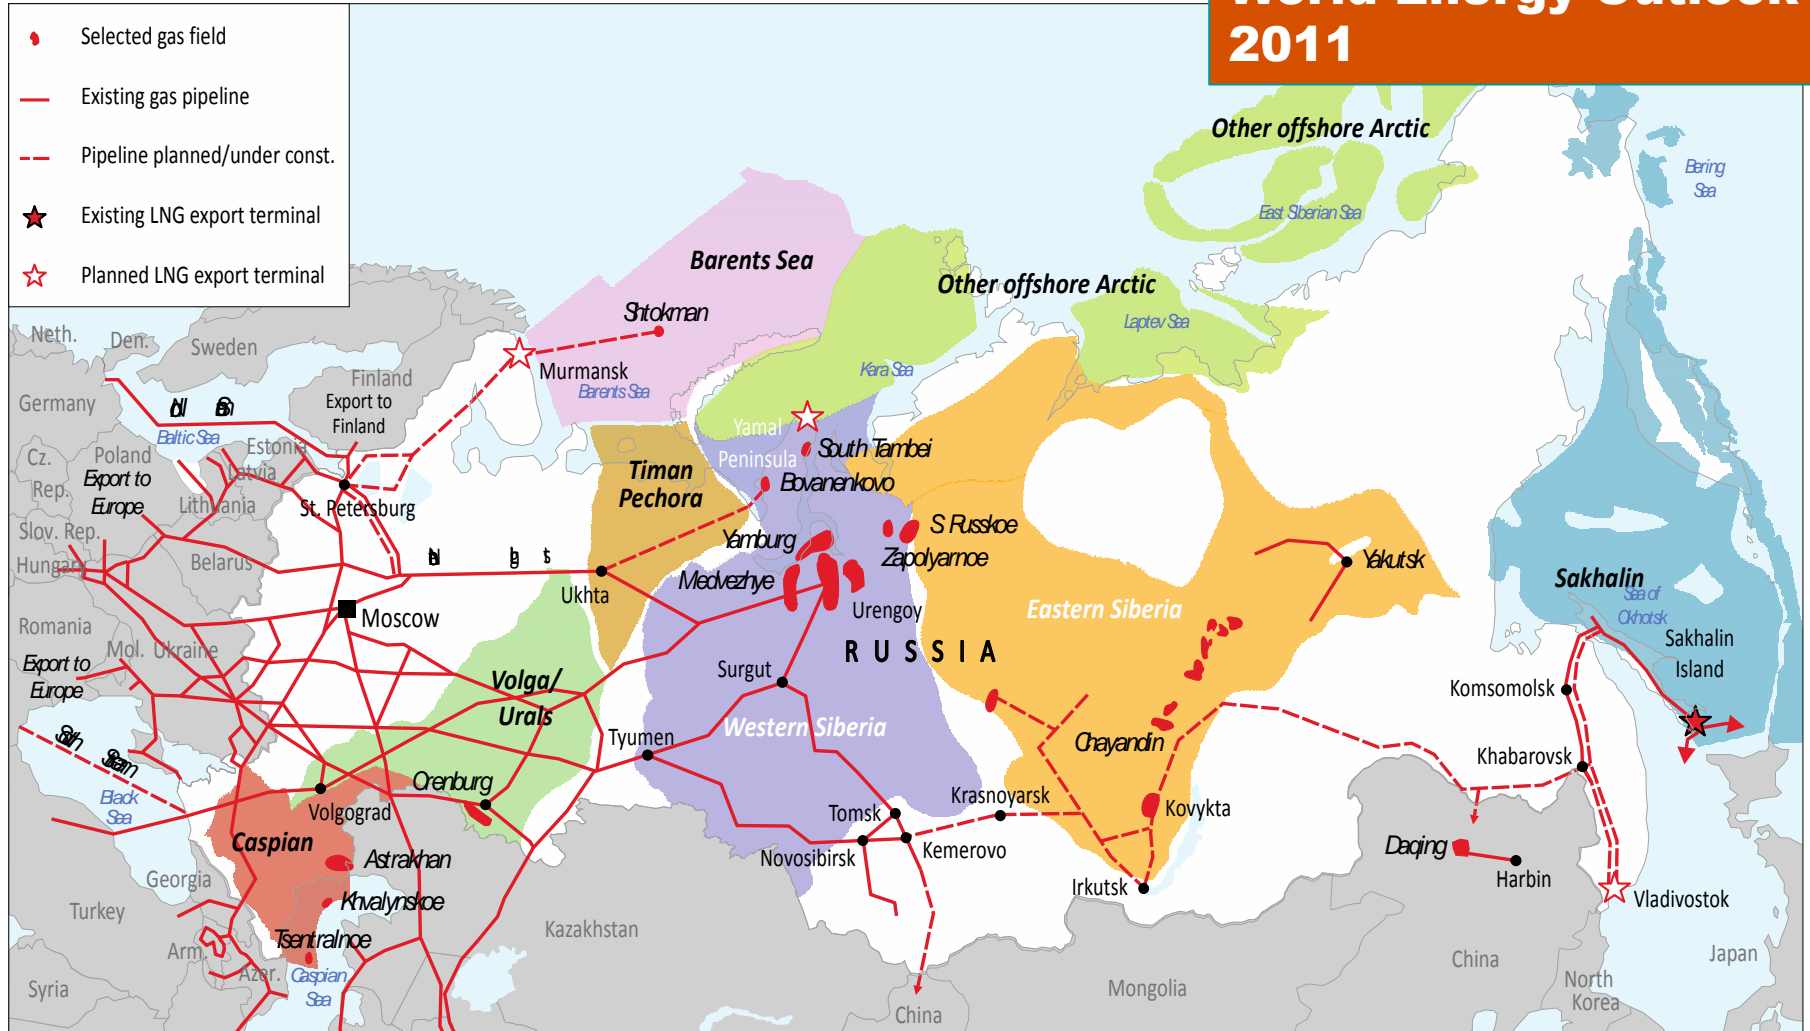 World Energy Outlook
2011
Selected gas field
Existing gas pipeline
Pipeline planned/under const.
Existing LNG export terminal
Planned LNG export terminal
Other offshore Arctic
Bering
Sea
East Siberian Sea
Barents Sea
Other offshore Arctic
Shtokman
Laptev Sea
Neth.
Den.
Sweden
Murmansk
Barents Sea
Kara Sea
Finland
Germany
Export to
Finland
Baltic Sea
Yamal
Peninsula
South Tambei
Estonia
Cz.
Rep.
Poland
Latvia
Export to
Europe
Lithuania
Timan
Pechora
Bovanenkovo
St. Petersburg
S. Russkoe
Slov. Rep.
Yamburg
Zapolyarnoe
Hungary
Belarus
Medvezhye
Yakutsk
Ukhta
Urengoy
Eastern Siberia
Sakhalin
Sea of
Okhotsk
Moscow
Romania
Mol.
Ukraine
RUSSIA
Sakhalin
Island
Export to
Europe
Surgut
Volga/
Urals
Komsomolsk
Western Siberia
Tyumen
Chayandin
Khabarovsk
Orenburg
Black
Sea
Volgograd
Krasnoyarsk
Kovykta
Tomsk
Caspian
Astrakhan
Novosibirsk
Kemerovo
Daqing
Harbin
Georgia
Irkutsk
Vladivostok
Khvalynskoe
Turkey
Kazakhstan
Tsentralnoe
Arm.
Azer.
Caspian
Sea
Syria
China
Mongolia
China
North
Korea
Japan